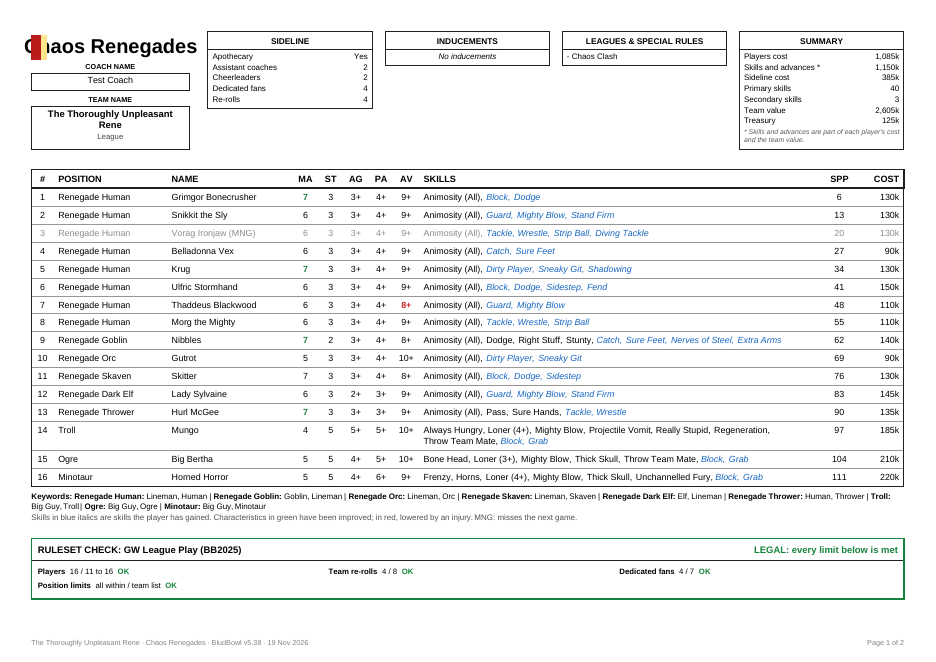 Chaos Renegades
COACH NAME
Test Coach
TEAM NAME
The Thoroughly Unpleasant
Rene
League
SIDELINE
Apothecary Yes
Assistant coaches 2
Cheerleaders 2
Dedicated fans 4
Re-rolls 4
INDUCEMENTS
No inducements
LEAGUES & SPECIAL RULES
- Chaos Clash
SUMMARY
Players cost 1,085k
Skills and advances * 1,150k
Sideline cost 385k
Primary skills 40
Secondary skills 3
Team value 2,605k
Treasury 125k
* Skills and advances are part of each player's cost
and the team value.
# POSITION NAME MA ST AG PA AV SKILLS SPP COST
1 Renegade Human Grimgor Bonecrusher 7 3 3+ 4+ 9+ Animosity (All), Block, Dodge 6 130k
2 Renegade Human Snikkit the Sly 6 3 3+ 4+ 9+ Animosity (All), Guard, Mighty Blow, Stand Firm 13 130k
3 Renegade Human Vorag Ironjaw (MNG) 6 3 3+ 4+ 9+ Animosity (All), Tackle, Wrestle, Strip Ball, Diving Tackle 20 130k
4 Renegade Human Belladonna Vex 6 3 3+ 4+ 9+ Animosity (All), Catch, Sure Feet 27 90k
5 Renegade Human Krug 7 3 3+ 4+ 9+ Animosity (All), Dirty Player, Sneaky Git, Shadowing 34 130k
6 Renegade Human Ulfric Stormhand 6 3 3+ 4+ 9+ Animosity (All), Block, Dodge, Sidestep, Fend 41 150k
7 Renegade Human Thaddeus Blackwood 6 3 3+ 4+ 8+ Animosity (All), Guard, Mighty Blow 48 110k
8 Renegade Human Morg the Mighty 6 3 3+ 4+ 9+ Animosity (All), Tackle, Wrestle, Strip Ball 55 110k
9 Renegade Goblin Nibbles 7 2 3+ 4+ 8+ Animosity (All), Dodge, Right Stuff, Stunty, Catch, Sure Feet, Nerves of Steel, Extra Arms 62 140k
10 Renegade Orc Gutrot 5 3 3+ 4+ 10+ Animosity (All), Dirty Player, Sneaky Git 69 90k
11 Renegade Skaven Skitter 7 3 3+ 4+ 8+ Animosity (All), Block, Dodge, Sidestep 76 130k
12 Renegade Dark Elf Lady Sylvaine 6 3 2+ 3+ 9+ Animosity (All), Guard, Mighty Blow, Stand Firm 83 145k
13 Renegade Thrower Hurl McGee 7 3 3+ 3+ 9+ Animosity (All), Pass, Sure Hands, Tackle, Wrestle 90 135k
14 Troll Mungo 4 5 5+ 5+ 10+ Always Hungry, Loner (4+), Mighty Blow, Projectile Vomit, Really Stupid, Regeneration, 97 185k
Throw Team Mate, Block, Grab
15 Ogre Big Bertha 5 5 4+ 5+ 10+ Bone Head, Loner (3+), Mighty Blow, Thick Skull, Throw Team Mate, Block, Grab 104 210k
16 Minotaur Horned Horror 5 5 4+ 6+ 9+ Frenzy, Horns, Loner (4+), Mighty Blow, Thick Skull, Unchannelled Fury, Block, Grab 111 220k
Keywords: Renegade Human: Lineman, Human | Renegade Goblin: Goblin, Lineman | Renegade Orc: Lineman, Orc | Renegade Skaven: Lineman, Skaven | Renegade Dark Elf: Elf, Lineman | Renegade Thrower: Human, Thrower | Troll:
Big Guy, Troll | Ogre: Big Guy, Ogre | Minotaur: Big Guy, Minotaur
Skills in blue italics are skills the player has gained. Characteristics in green have been improved; in red, lowered by an injury. MNG: misses the next game.
RULESET CHECK: GW League Play (BB2025) LEGAL: every limit below is met
Players 16 / 11 to 16 OK Team re-rolls 4 / 8 OK Dedicated fans 4 / 7 OK
Position limits all within / team list OK
The Thoroughly Unpleasant Rene · Chaos Renegades · BludBowl v5.38 · 19 Nov 2026 Page 1 of 2